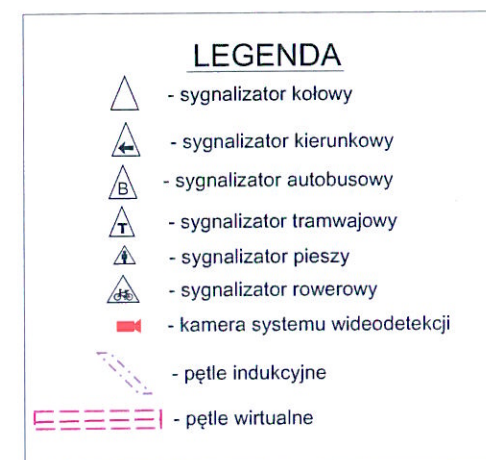 LEGENDA
- sygnalizator kołowy
- sygnalizator kierunkowy
B - sygnalizator autobusowy
T - sygnalizator tramwajowy
- sygnalizator pieszy
- sygnalizator rowerowy
- kamera systemu wideodetekcji
- pętle indukcyjne
- pętle wirtualne